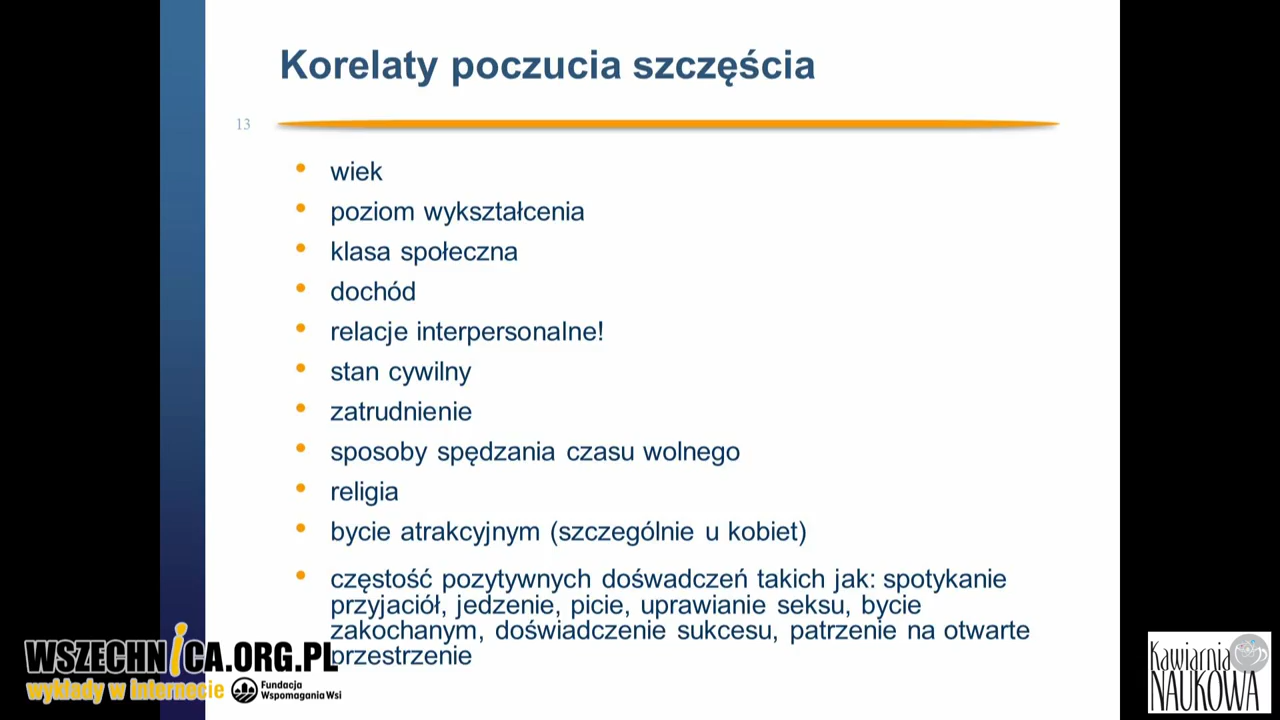 Korelaty poczucia szczęścia
13
• wiek
• poziom wykształcenia
• klasa społeczna
• dochód
• relacje interpersonalne!
• stan cywilny
• zatrudnienie
• sposoby spędzania czasu wolnego
• religia
• bycie atrakcyjnym (szczególnie u kobiet)
• częstość pozytywnych dośwadczeń takich jak: spotykanie
przyjaciół, jedzenie, picie, uprawianie seksu, bycie
zakochanym, doświadczenie sukcesu, patrzenie na otwarte
przestrzenie
WSZECHNiCA.ORG.PL
wykłady w internecie
Fundacja
Wspomagania Wsi
Kawiarnia
NAUKOWA